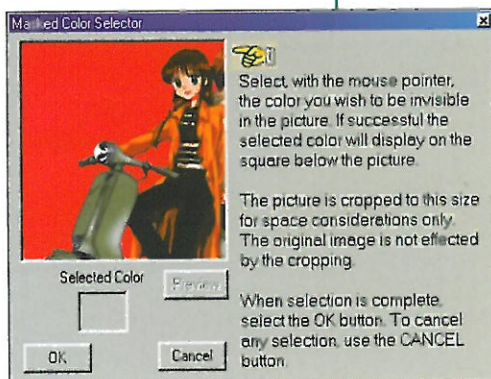 Masked Color Selector
Select, with the mouse pointer,
the color you wish to be invisible
in the picture. If successful the
selected color will display on the
square below the picture.
The picture is cropped to this size
for space considerations only.
The original image is not effected
by the cropping.
When selection is complete,
select the OK button. To cancel
any selection, use the CANCEL
button.
Selected Color
Preview
OK
Cancel